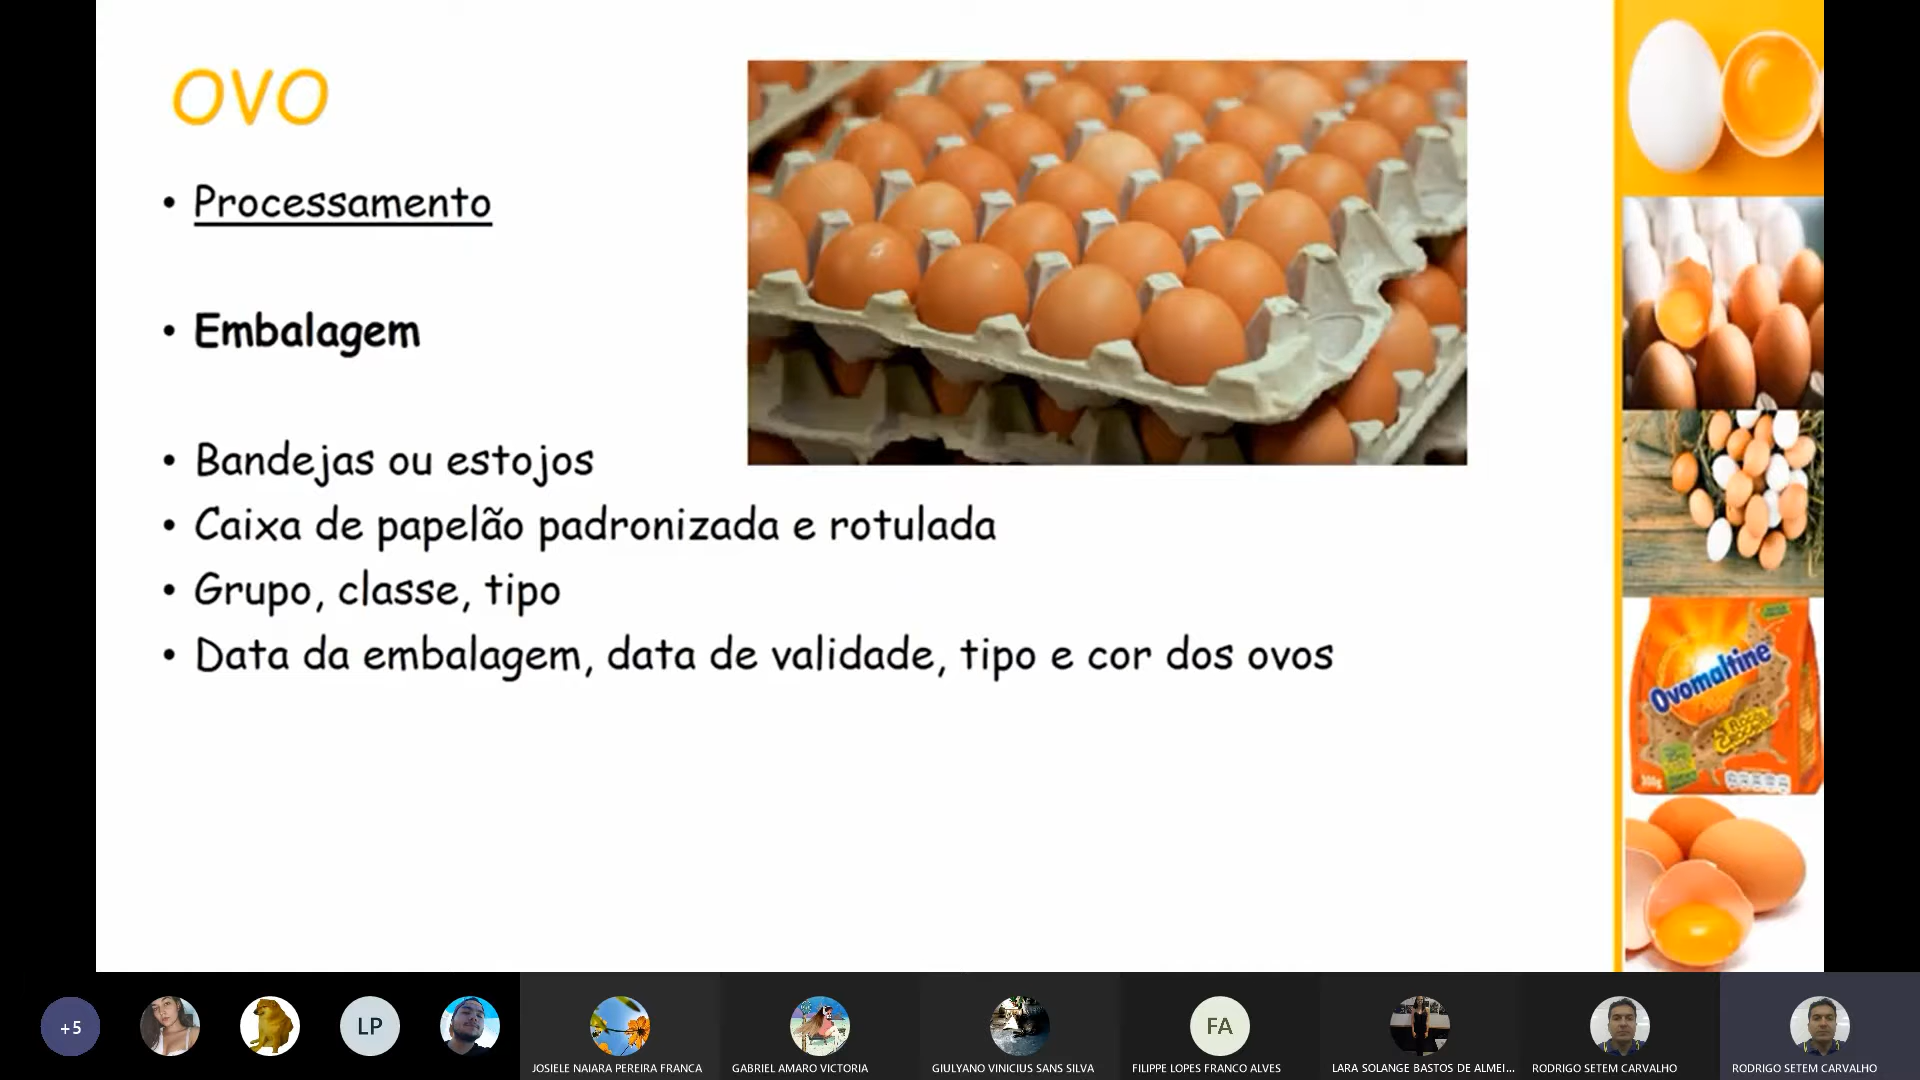 OVO
• Processamento
• Embalagem
• Bandejas ou estojos
• Caixa de papelão padronizada e rotulada
• Grupo, classe, tipo
• Data da embalagem, data de validade, tipo e cor dos ovos
Ovomaltine
300g
+5
LP
FA
JOSIELE NAIARA PEREIRA FRANCA
GABRIEL AMARO VICTORIA
GIULYANO VINICIUS SANS SILVA
FILIPPE LOPES FRANCO ALVES
LARA SOLANGE BASTOS DE ALMEI...
RODRIGO SETEM CARVALHO
RODRIGO SETEM CARVALHO